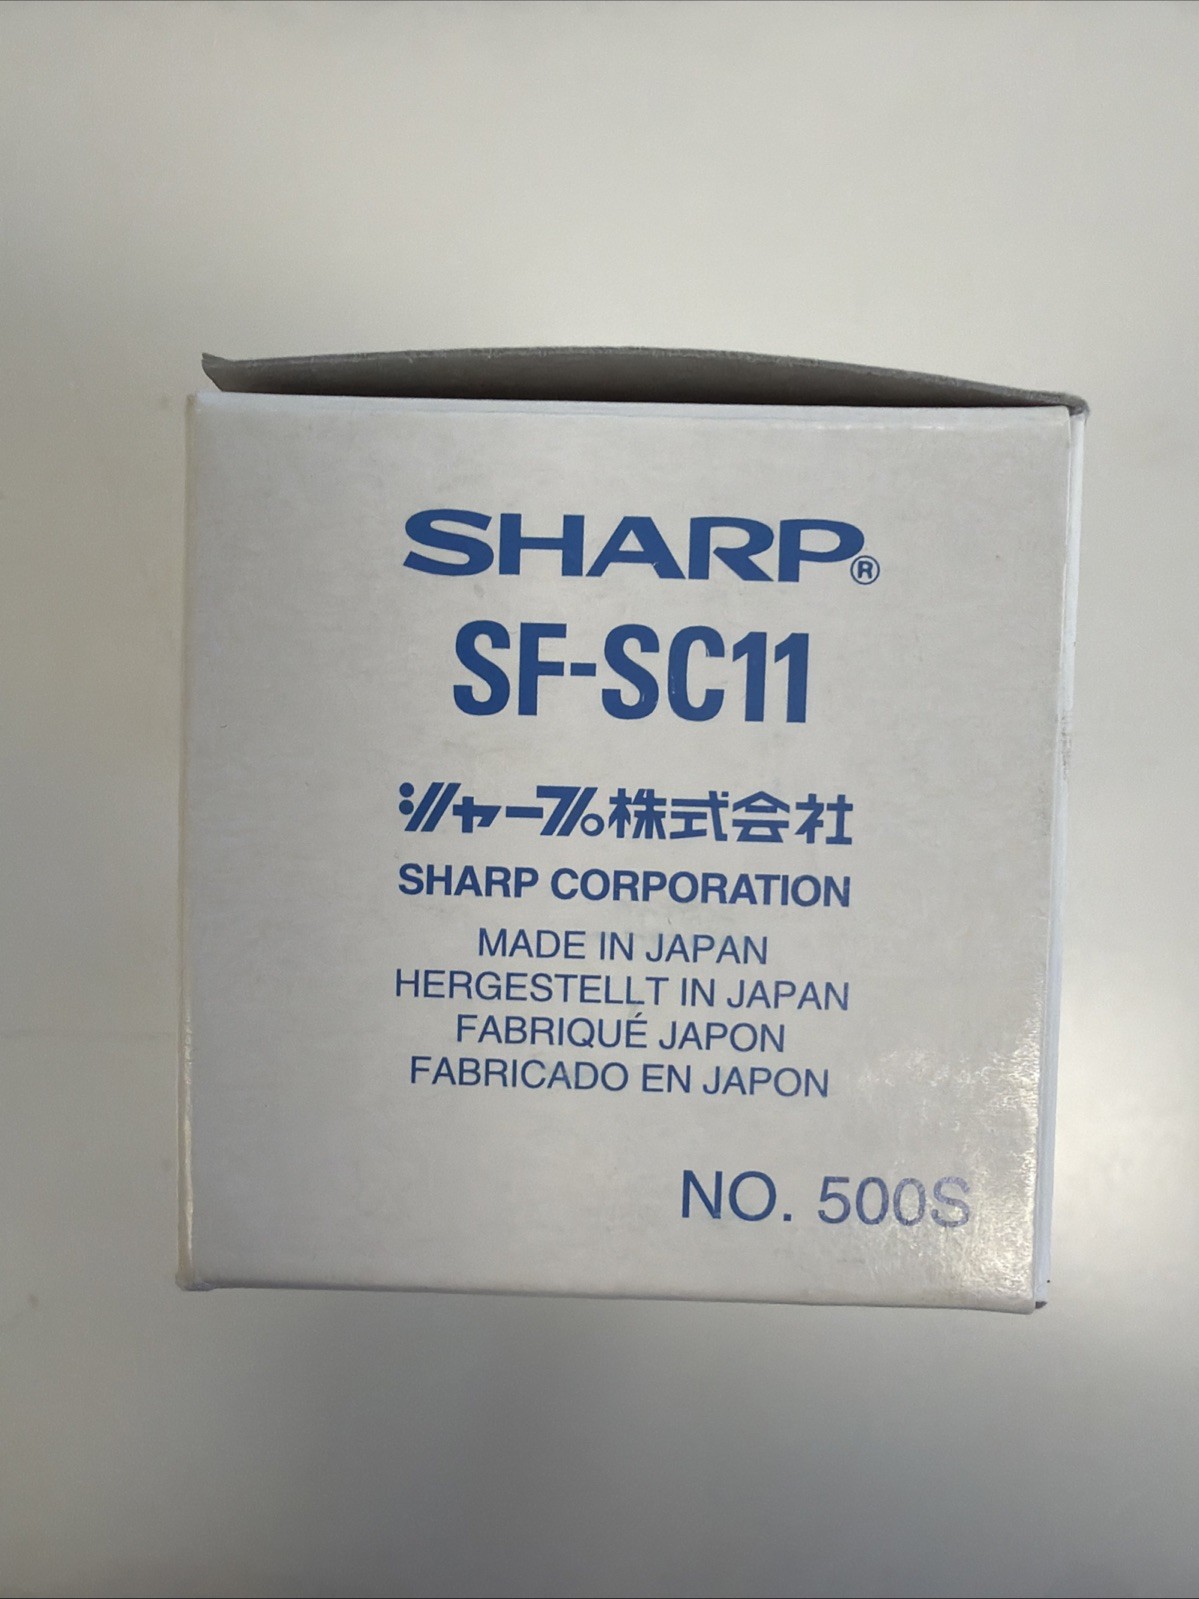 SHARP®
SF-SC11
シャープ株式会社
SHARP CORPORATION
MADE IN JAPAN
HERGESTELLT IN JAPAN
FABRIQUÉ JAPON
FABRICADO EN JAPON
NO. 500S